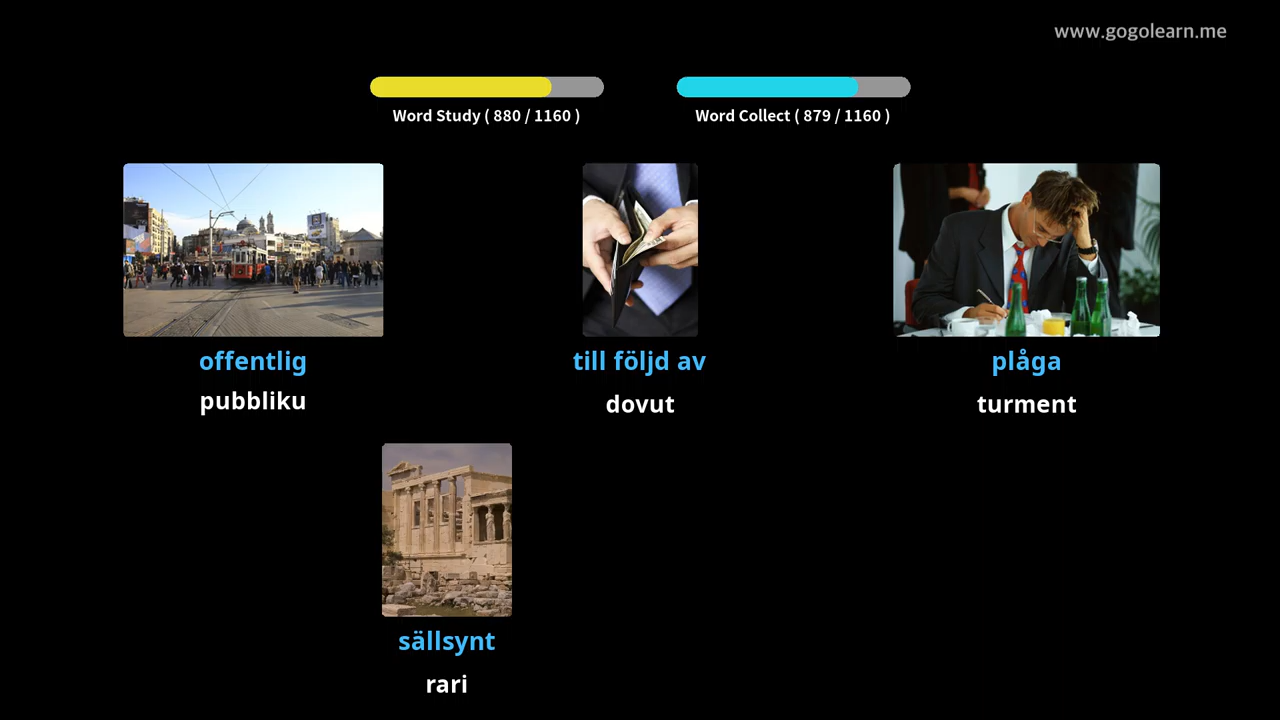 www.gogolearn.me
Word Study ( 880 / 1160 )
Word Collect ( 879 / 1160 )
offentlig
till följd av
plåga
pubbliku
dovut
turment
sällsynt
rari